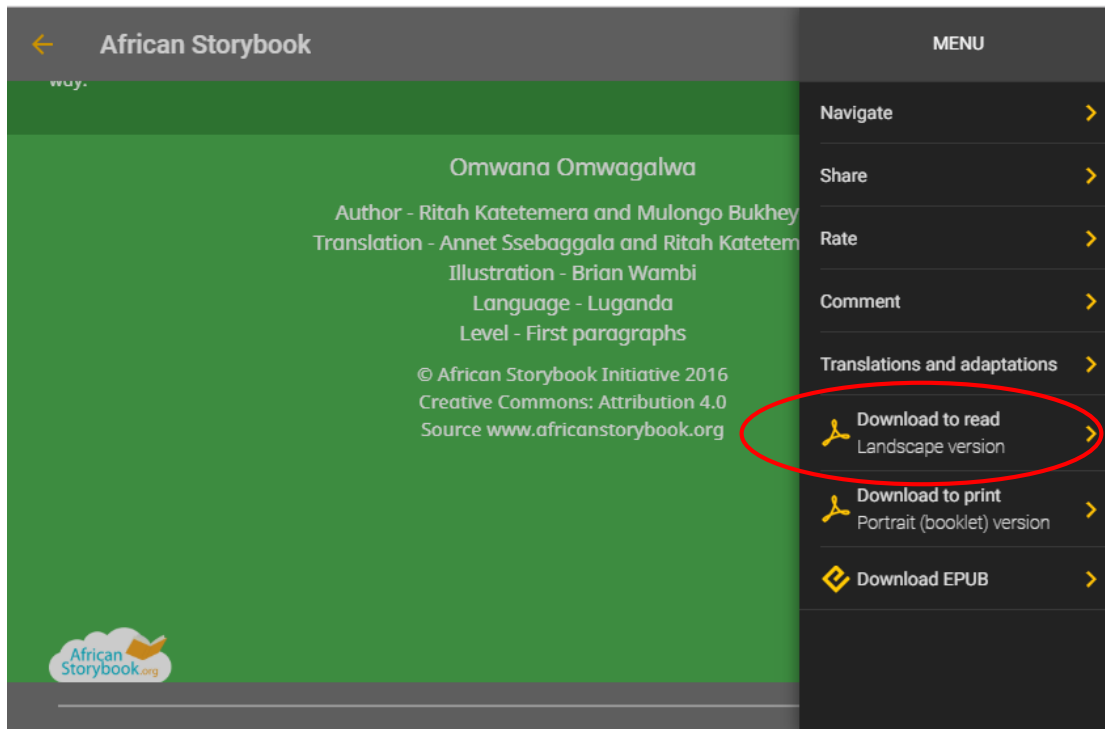 African Storybook
way.
Omwana Omwagalwa
Author - Ritah Katetemera and Mulongo Bukhey
Translation - Annet Ssebaggala and Ritah Katetem
Illustration - Brian Wambi
Language - Luganda
Level - First paragraphs
© African Storybook Initiative 2016
Creative Commons: Attribution 4.0
Source www.africanstorybook.org
African
Storybook.org
MENU
Navigate
Share
Rate
Comment
Translations and adaptations
Download to read
Landscape version
Download to print
Portrait (booklet) version
Download EPUB